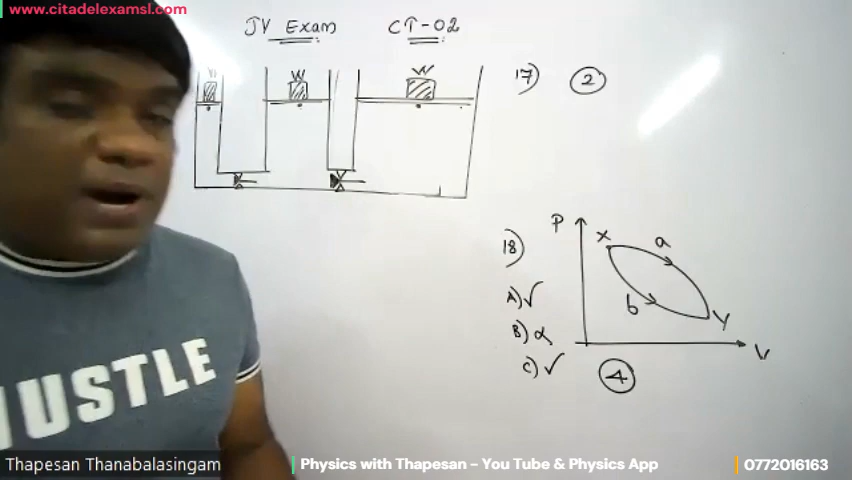 www.citadelexamsl.com
JV Exam CT-02
W W W
17) 2
18)
P
X a
b
Y
V
A) ✓
B) x
C) ✓
4
HUSTLE
Thapesan Thanabalasingam
Physics with Thapesan - You Tube & Physics App
0772016163